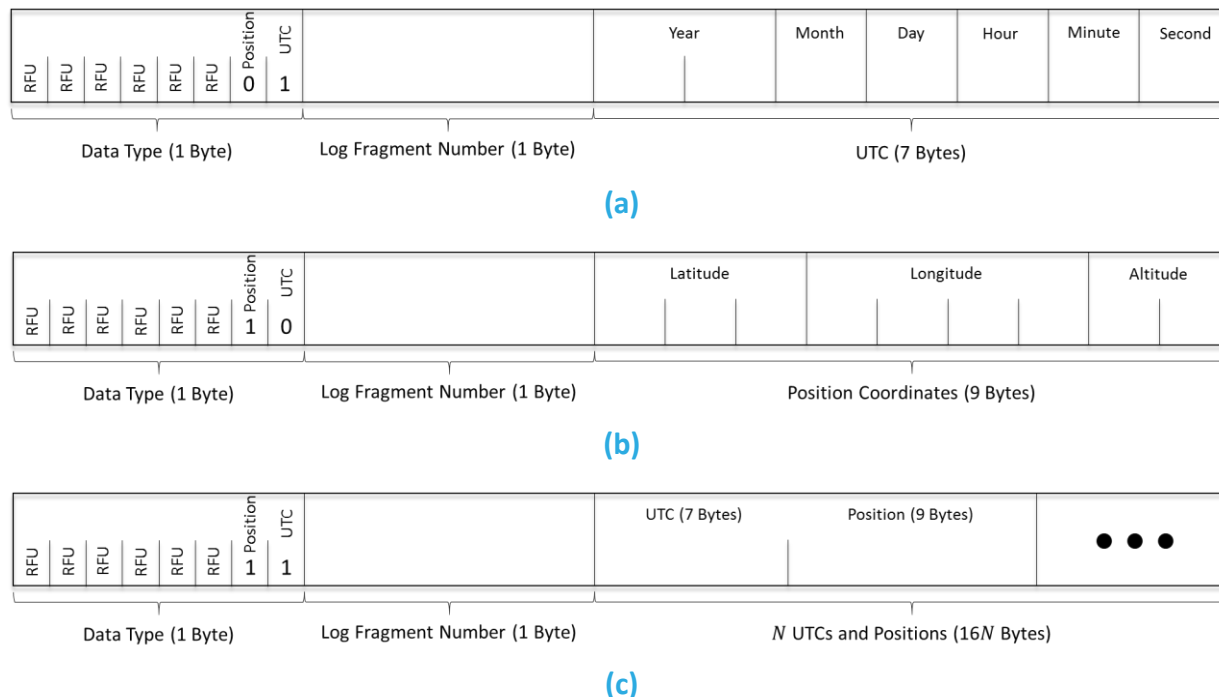 Year Month Day Hour Minute Second
RFU RFU RFU RFU RFU RFU Position UTC
0 1
Data Type (1 Byte) Log Fragment Number (1 Byte) UTC (7 Bytes)
(a)
Latitude Longitude Altitude
RFU RFU RFU RFU RFU RFU Position UTC
1 0
Data Type (1 Byte) Log Fragment Number (1 Byte) Position Coordinates (9 Bytes)
(b)
UTC (7 Bytes) Position (9 Bytes)
RFU RFU RFU RFU RFU RFU Position UTC
1 1
Data Type (1 Byte) Log Fragment Number (1 Byte) N UTCs and Positions (16N Bytes)
(c)